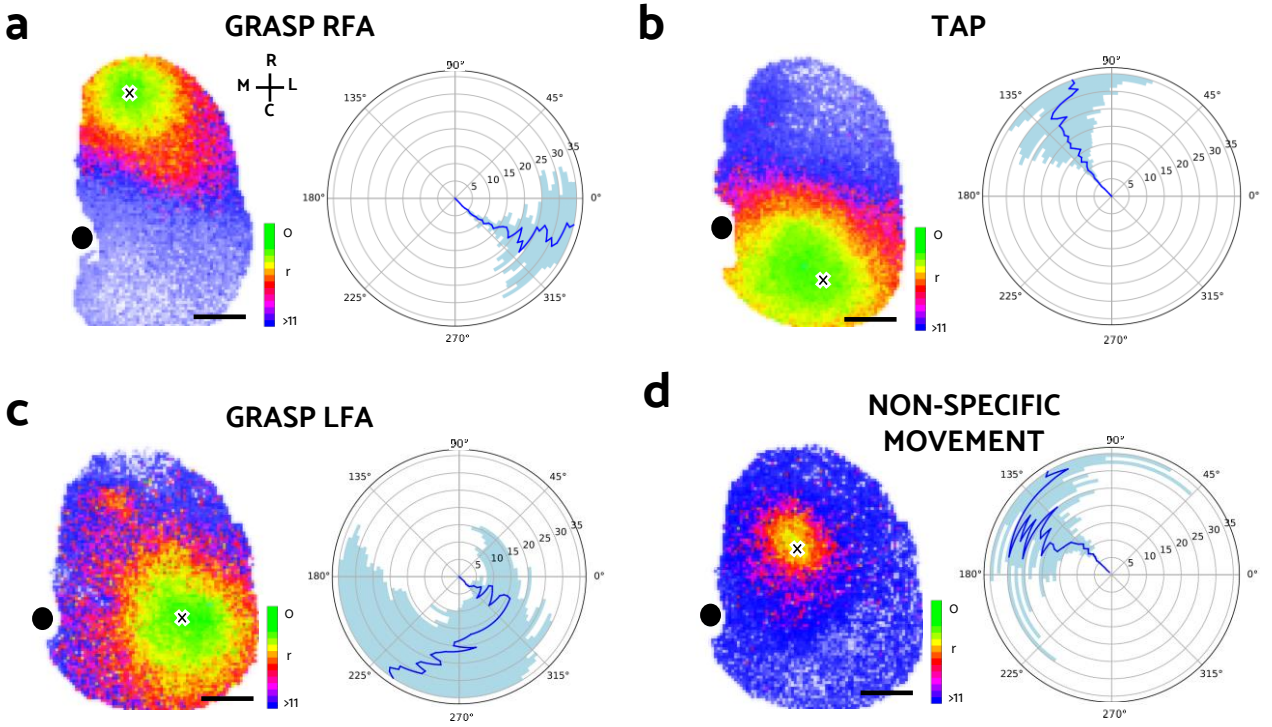 a
GRASP RFA
R
M L
C
x
O
r
>11
90°
135° 45°
180° 0°
225° 315°
270°
5 10 15 20 25 30 35
b
TAP
x
O
r
>11
90°
135° 45°
180° 0°
225° 315°
270°
5 10 15 20 25 30 35
c
GRASP LFA
x
O
r
>11
90°
135° 45°
180° 0°
225° 315°
270°
5 10 15 20 25 30 35
d
NON-SPECIFIC
MOVEMENT
x
O
r
>11
90°
135° 45°
180° 0°
225° 315°
270°
5 10 15 20 25 30 35